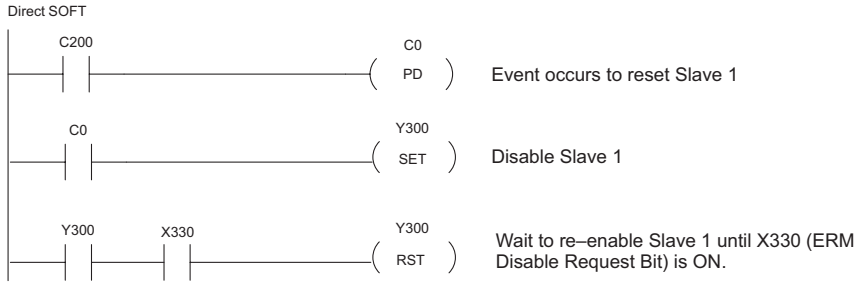 Direct SOFT
C200
C0
PD
Event occurs to reset Slave 1
C0
Y300
SET
Disable Slave 1
Y300
X330
Y300
RST
Wait to re–enable Slave 1 until X330 (ERM
Disable Request Bit) is ON.